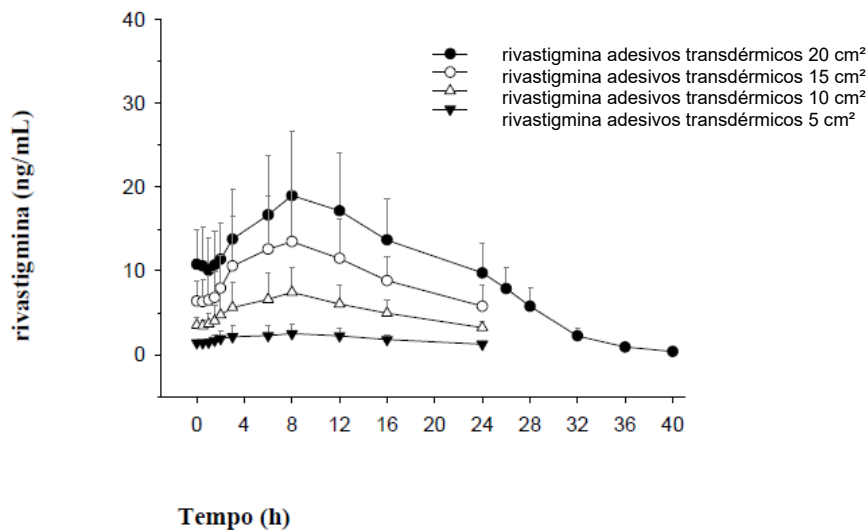 40
30
20
10
0
rivastigmina (ng/mL)
rivastigmina adesivos transdérmicos 20 cm²
rivastigmina adesivos transdérmicos 15 cm²
rivastigmina adesivos transdérmicos 10 cm²
rivastigmina adesivos transdérmicos 5 cm²
0 4 8 12 16 20 24 28 32 36 40
Tempo (h)